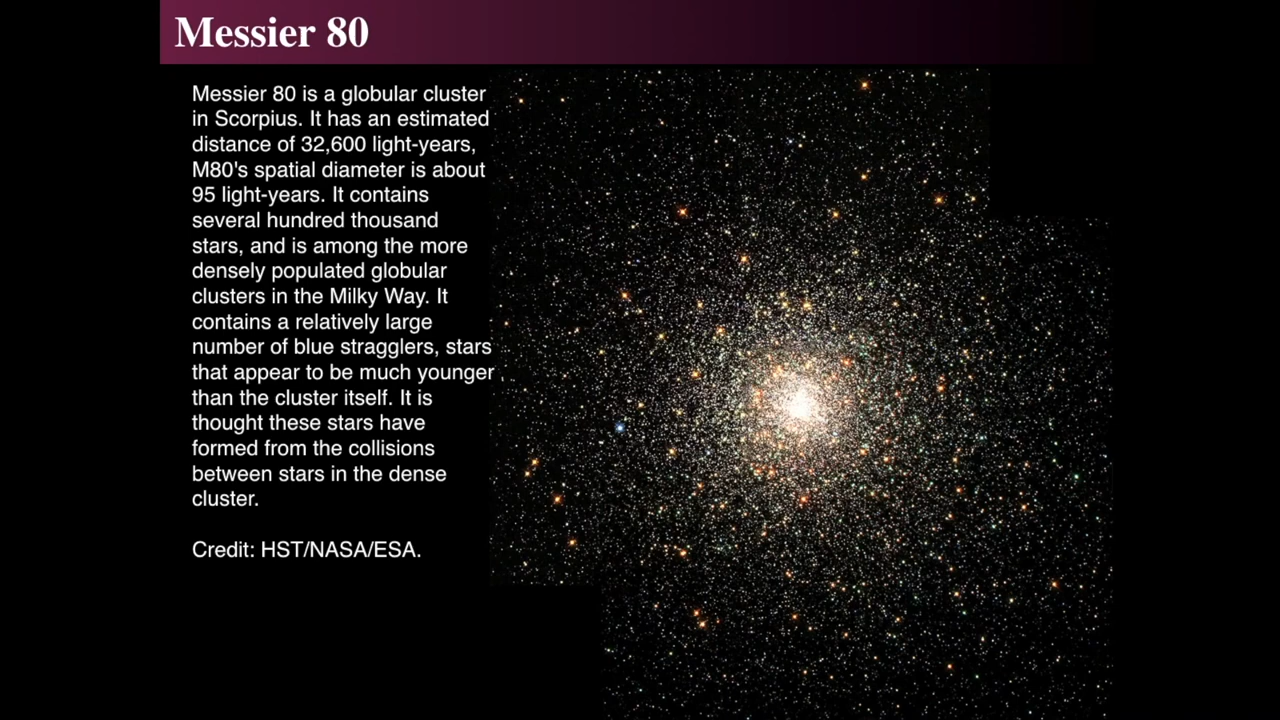 Messier 80
Messier 80 is a globular cluster
in Scorpius. It has an estimated
distance of 32,600 light-years,
M80's spatial diameter is about
95 light-years. It contains
several hundred thousand
stars, and is among the more
densely populated globular
clusters in the Milky Way. It
contains a relatively large
number of blue stragglers, stars
that appear to be much younger
than the cluster itself. It is
thought these stars have
formed from the collisions
between stars in the dense
cluster.
Credit: HST/NASA/ESA.